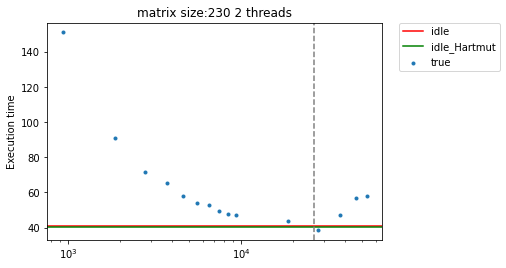 matrix size:230 2 threads
idle
idle_Hartmut
true
Execution time
140
120
100
80
60
40
10³
10⁴